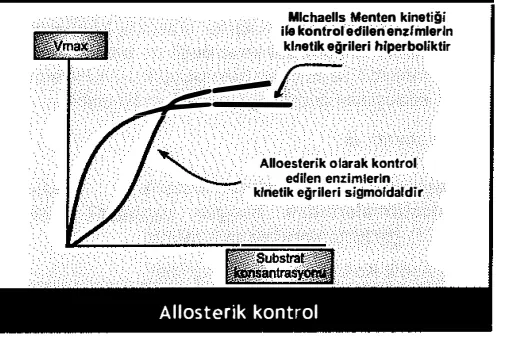 Vmax
Michaells Menten kinetiği
ile kontrol edilen enzimlerin
kinetik eğrileri hiperboliktir
Alloesterik olarak kontrol
edilen enzimlerin
kinetik eğrileri sigmoidaldir
Substrat
konsantrasyonu
Allosterik kontrol